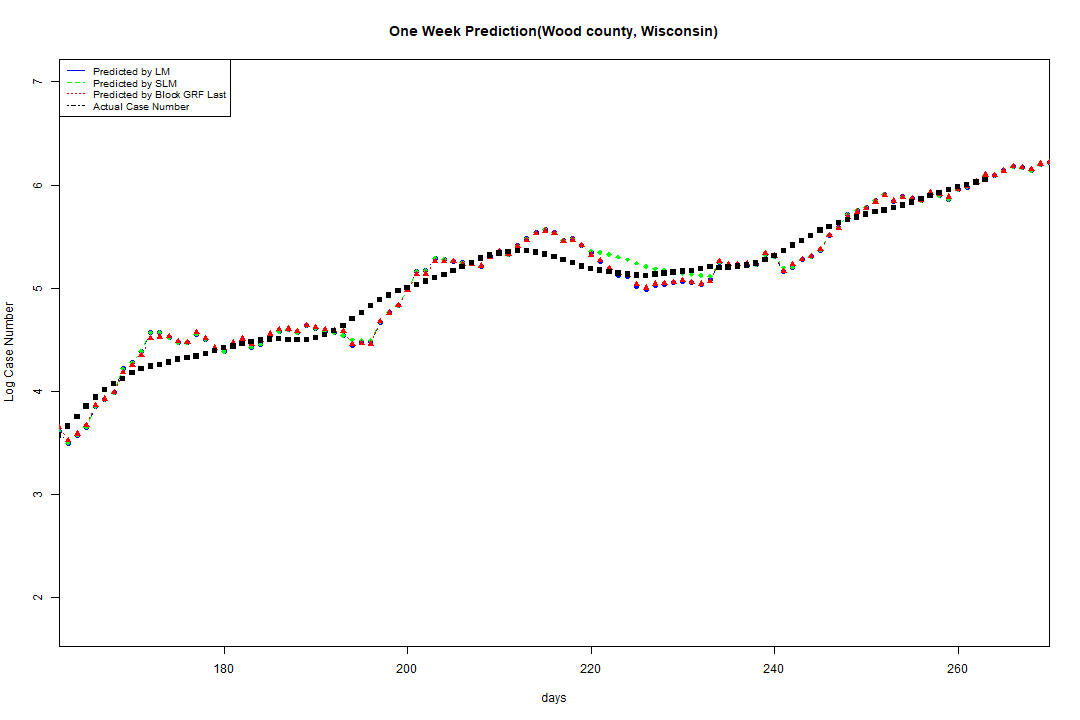 One Week Prediction(Wood county, Wisconsin)
Predicted by LM
Predicted by SLM
Predicted by Block GRF Last
Actual Case Number
7
6
5
4
3
2
Log Case Number
180 200 220 240 260
days